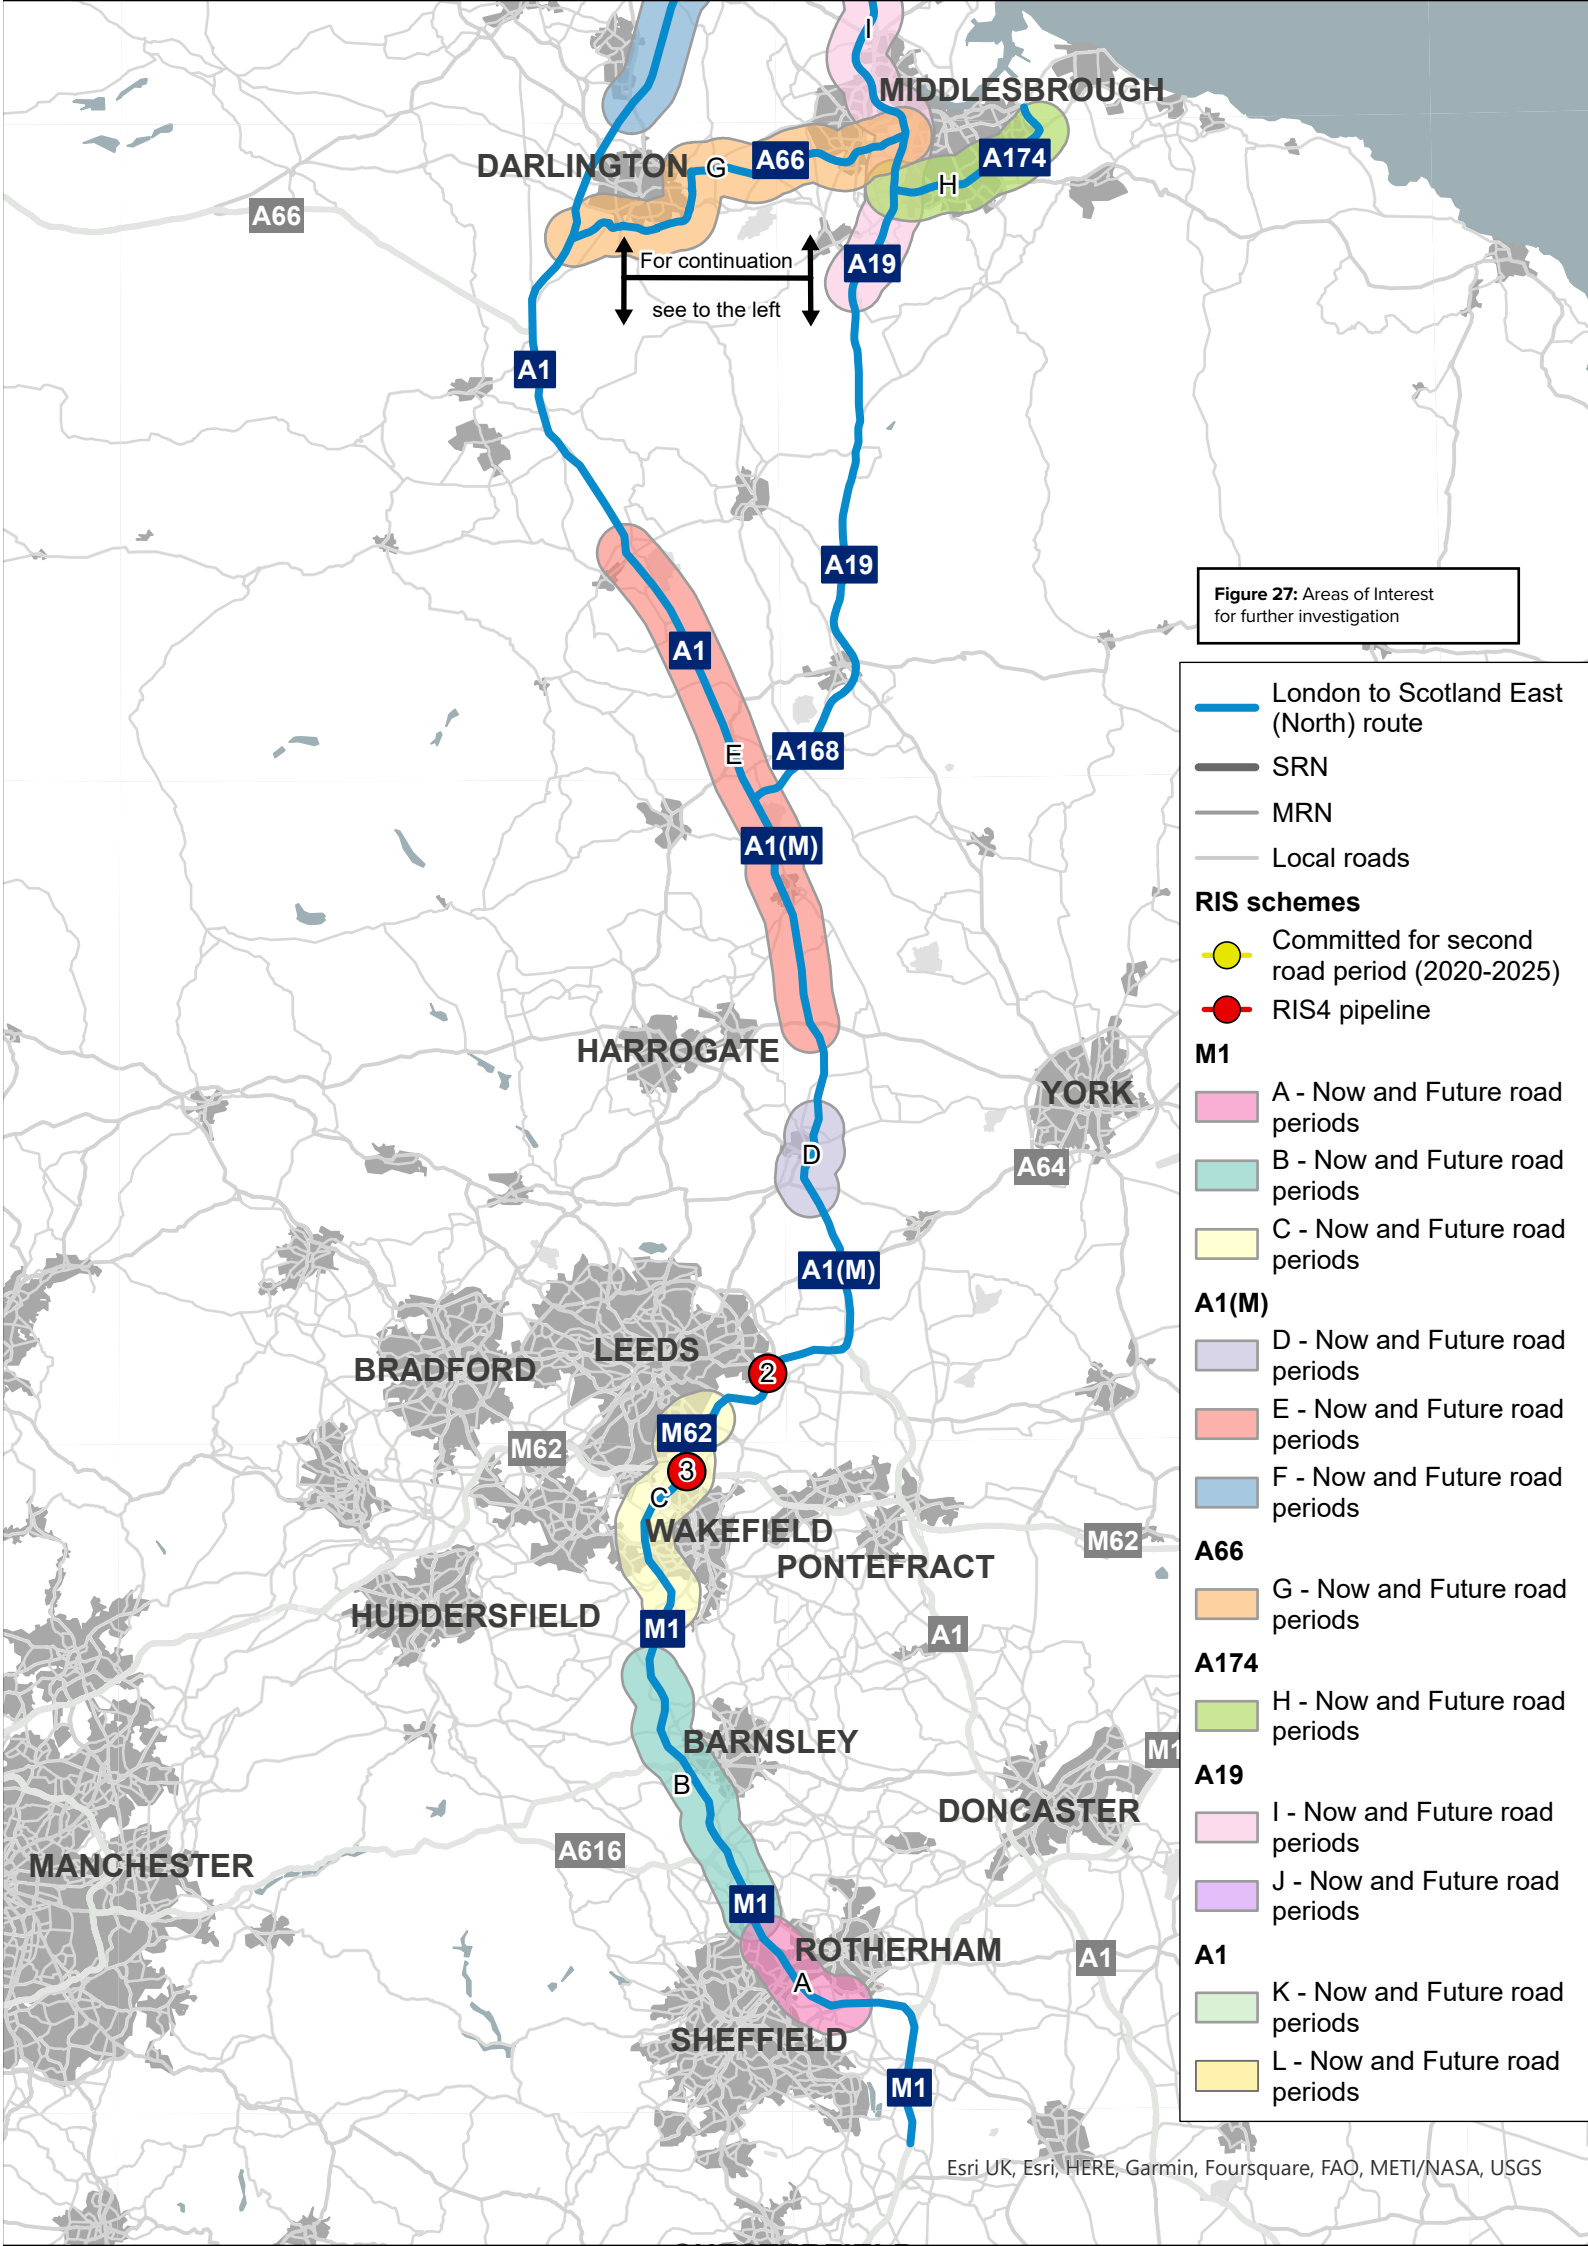 I
MIDDLESBROUGH
DARLINGTON
G
A66
A174
H
A66
A19
For continuation
see to the left
A1
A19
Figure 27: Areas of Interest
for further investigation
A1
E
A168
A1(M)
HARROGATE
YORK
D
A64
A1(M)
LEEDS
BRADFORD
2
M62
M62
3
C
WAKEFIELD
M62
PONTEFRACT
HUDDERSFIELD
M1
A1
BARNSLEY
M1
B
DONCASTER
A616
MANCHESTER
M1
ROTHERHAM
A1
A
SHEFFIELD
M1
London to Scotland East
(North) route
SRN
MRN
Local roads
RIS schemes
Committed for second
road period (2020-2025)
RIS4 pipeline
M1
A - Now and Future road
periods
B - Now and Future road
periods
C - Now and Future road
periods
A1(M)
D - Now and Future road
periods
E - Now and Future road
periods
F - Now and Future road
periods
A66
G - Now and Future road
periods
A174
H - Now and Future road
periods
A19
I - Now and Future road
periods
J - Now and Future road
periods
A1
K - Now and Future road
periods
L - Now and Future road
periods
Esri UK, Esri, HERE, Garmin, Foursquare, FAO, METI/NASA, USGS